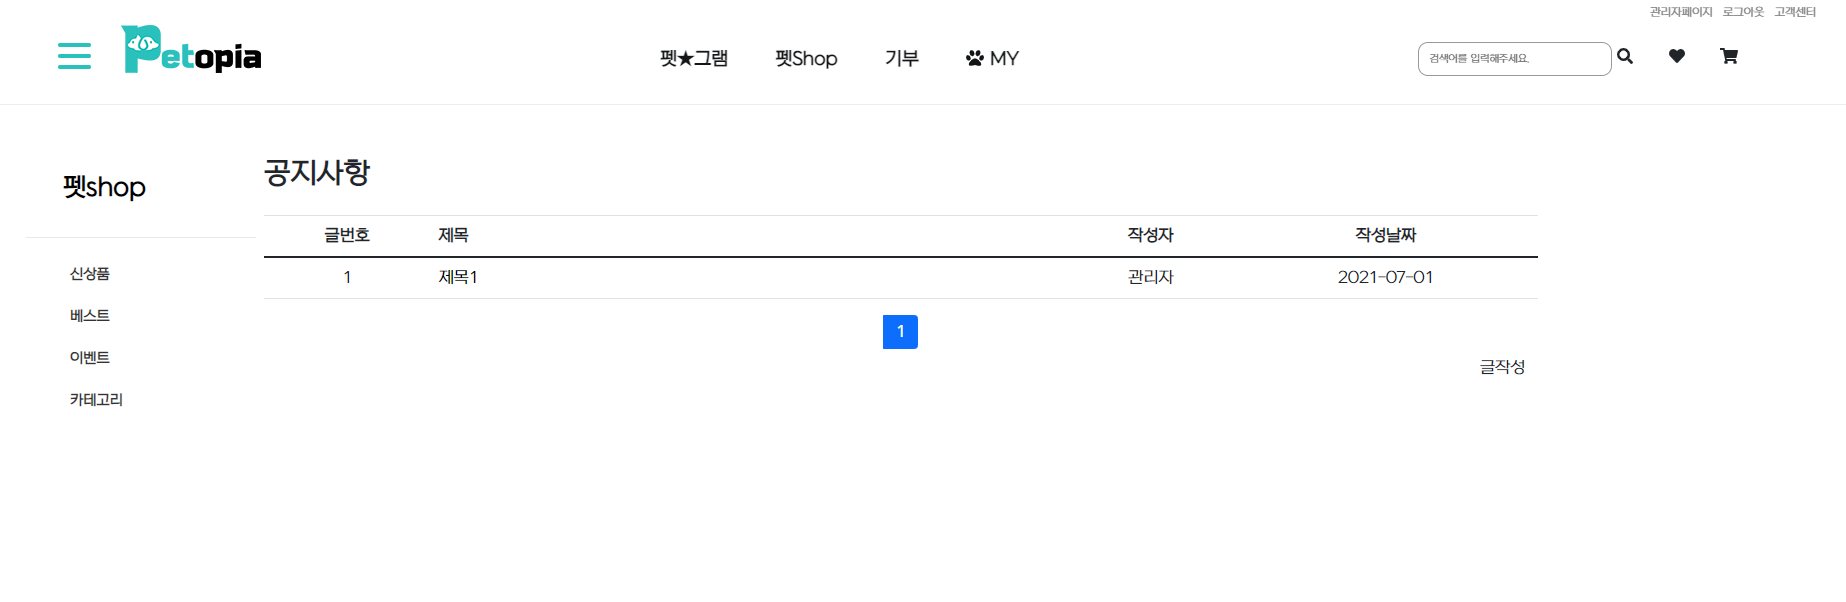 관리자페이지 로그아웃 고객센터
Petopia
펫★그램 펫Shop 기부 MY
검색어를 입력해주세요.
공지사항
펫shop
글번호 제목 작성자 작성날짜
1 제목1 관리자 2021-07-01
신상품
베스트
이벤트
카테고리
1
글작성